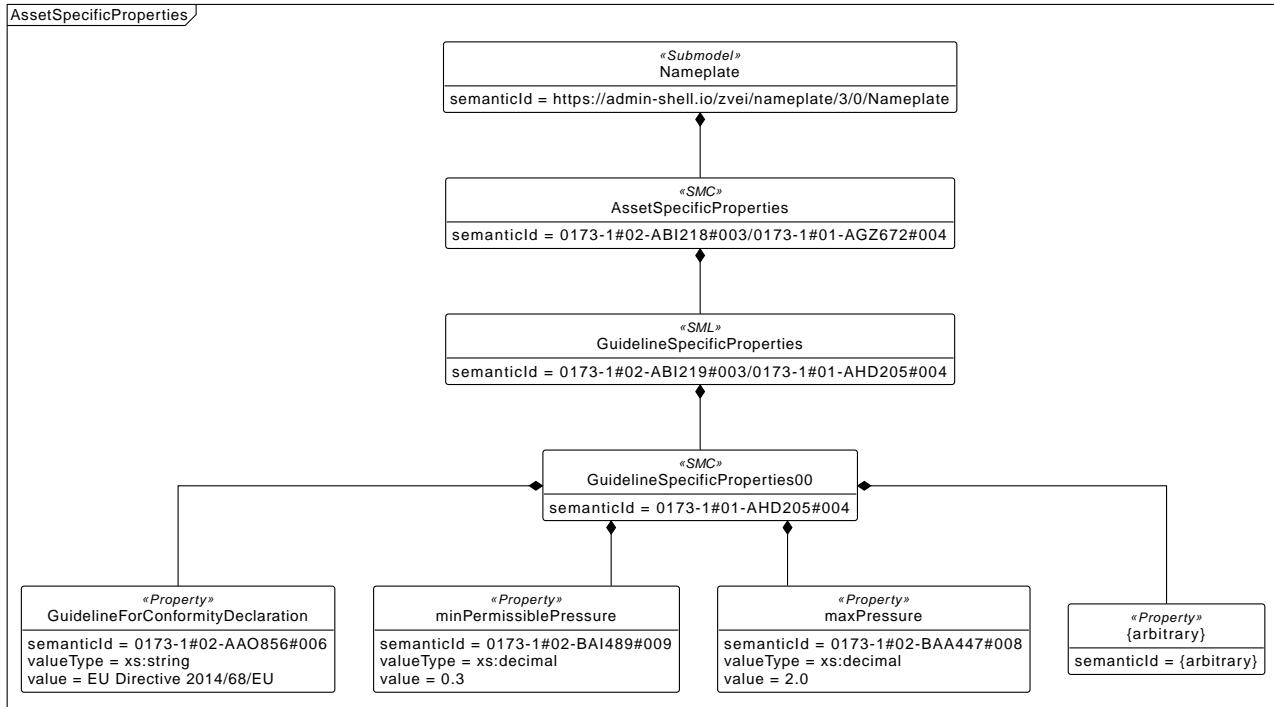 AssetSpecificProperties
«Submodel»
Nameplate
semanticId = https://admin-shell.io/zvei/nameplate/3/0/Nameplate
«SMC»
AssetSpecificProperties
semanticId = 0173-1#02-ABI218#003/0173-1#01-AGZ672#004
«SML»
GuidelineSpecificProperties
semanticId = 0173-1#02-ABI219#003/0173-1#01-AHD205#004
«SMC»
GuidelineSpecificProperties00
semanticId = 0173-1#01-AHD205#004
«Property»
GuidelineForConformityDeclaration
semanticId = 0173-1#02-AAO856#006
valueType = xs:string
value = EU Directive 2014/68/EU
«Property»
minPermissiblePressure
semanticId = 0173-1#02-BAI489#009
valueType = xs:decimal
value = 0.3
«Property»
maxPressure
semanticId = 0173-1#02-BAA447#008
valueType = xs:decimal
value = 2.0
«Property»
{arbitrary}
semanticId = {arbitrary}